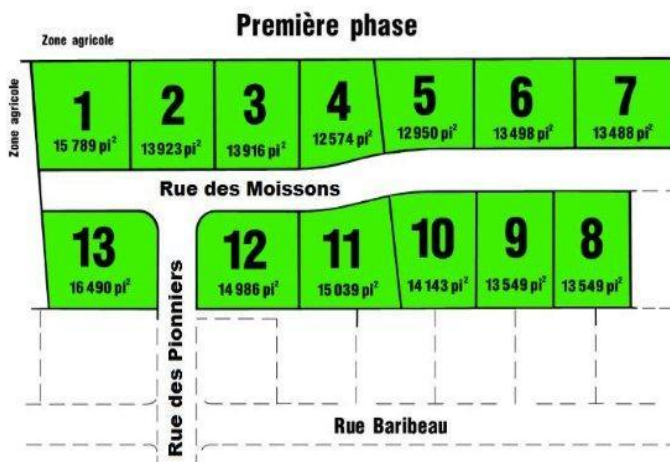 Première phase
Zone agricole
Zone agricole
1
15 789 pi²
2
13 923 pi²
3
13 916 pi²
4
12 574 pi²
5
12 950 pi²
6
13 498 pi²
7
13 488 pi²
Rue des Moissons
13
16 490 pi²
12
14 986 pi²
11
15 039 pi²
10
14 143 pi²
9
13 549 pi²
8
13 549 pi²
Rue des Pionniers
Rue Baribeau